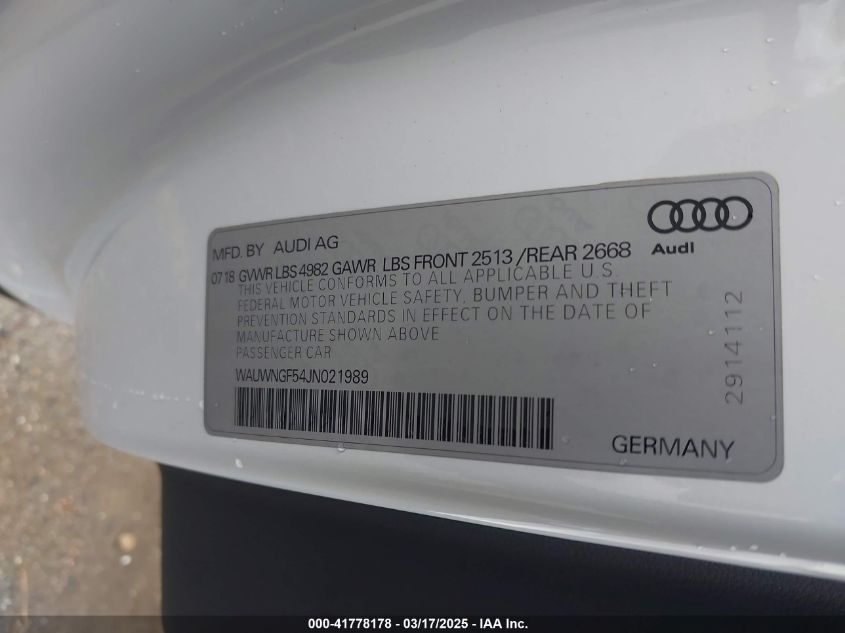 MFD. BY AUDI AG
0718 GVWR LBS 4982 GAWR LBS FRONT 2513 /REAR 2668
Audi
THIS VEHICLE CONFORMS TO ALL APPLICABLE U.S.
FEDERAL MOTOR VEHICLE SAFETY, BUMPER AND THEFT
PREVENTION STANDARDS IN EFFECT ON THE DATE OF
MANUFACTURE SHOWN ABOVE
PASSENGER CAR
WAUWNGF54JN021989
GERMANY
2914112
000-41778178 - 03/17/2025 - IAA Inc.